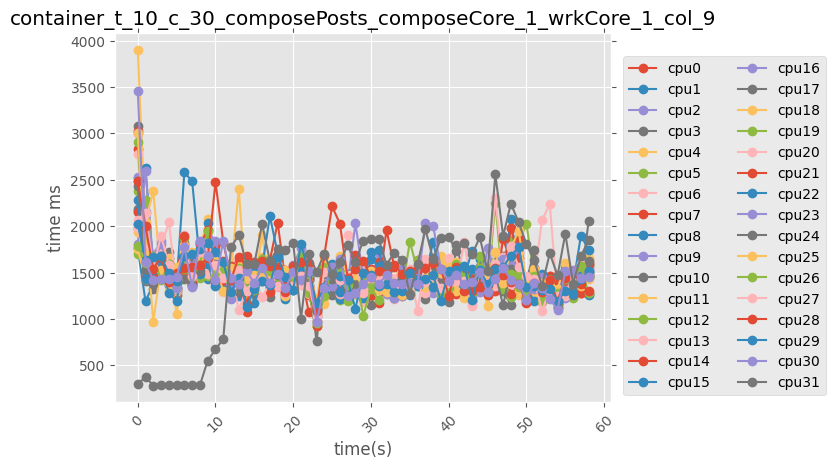 container_t_10_c_30_composePosts_composeCore_1_wrkCore_1_col_9
4000
3500
3000
2500
2000
1500
1000
500
time ms
0
10
20
30
40
50
60
time(s)
cpu0
cpu1
cpu2
cpu3
cpu4
cpu5
cpu6
cpu7
cpu8
cpu9
cpu10
cpu11
cpu12
cpu13
cpu14
cpu15
cpu16
cpu17
cpu18
cpu19
cpu20
cpu21
cpu22
cpu23
cpu24
cpu25
cpu26
cpu27
cpu28
cpu29
cpu30
cpu31